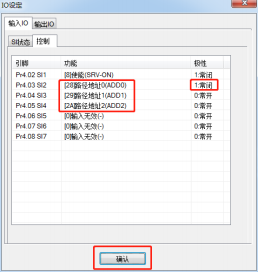 IO设定
输入IO 输出IO
SI状态 控制
引脚 功能 极性
Pr4.02 SI1 [8]使能(SRV-ON) 1:常闭
Pr4.03 SI2 [28]路径地址0(ADD0) 1:常闭
Pr4.04 SI3 [29]路径地址1(ADD1) 0:常开
Pr4.05 SI4 [2A]路径地址2(ADD2) 0:常开
Pr4.06 SI5 [0]输入无效(-) 0:常开
Pr4.07 SI6 [0]输入无效(-) 0:常开
Pr4.08 SI7 [0]输入无效(-) 0:常开
确认